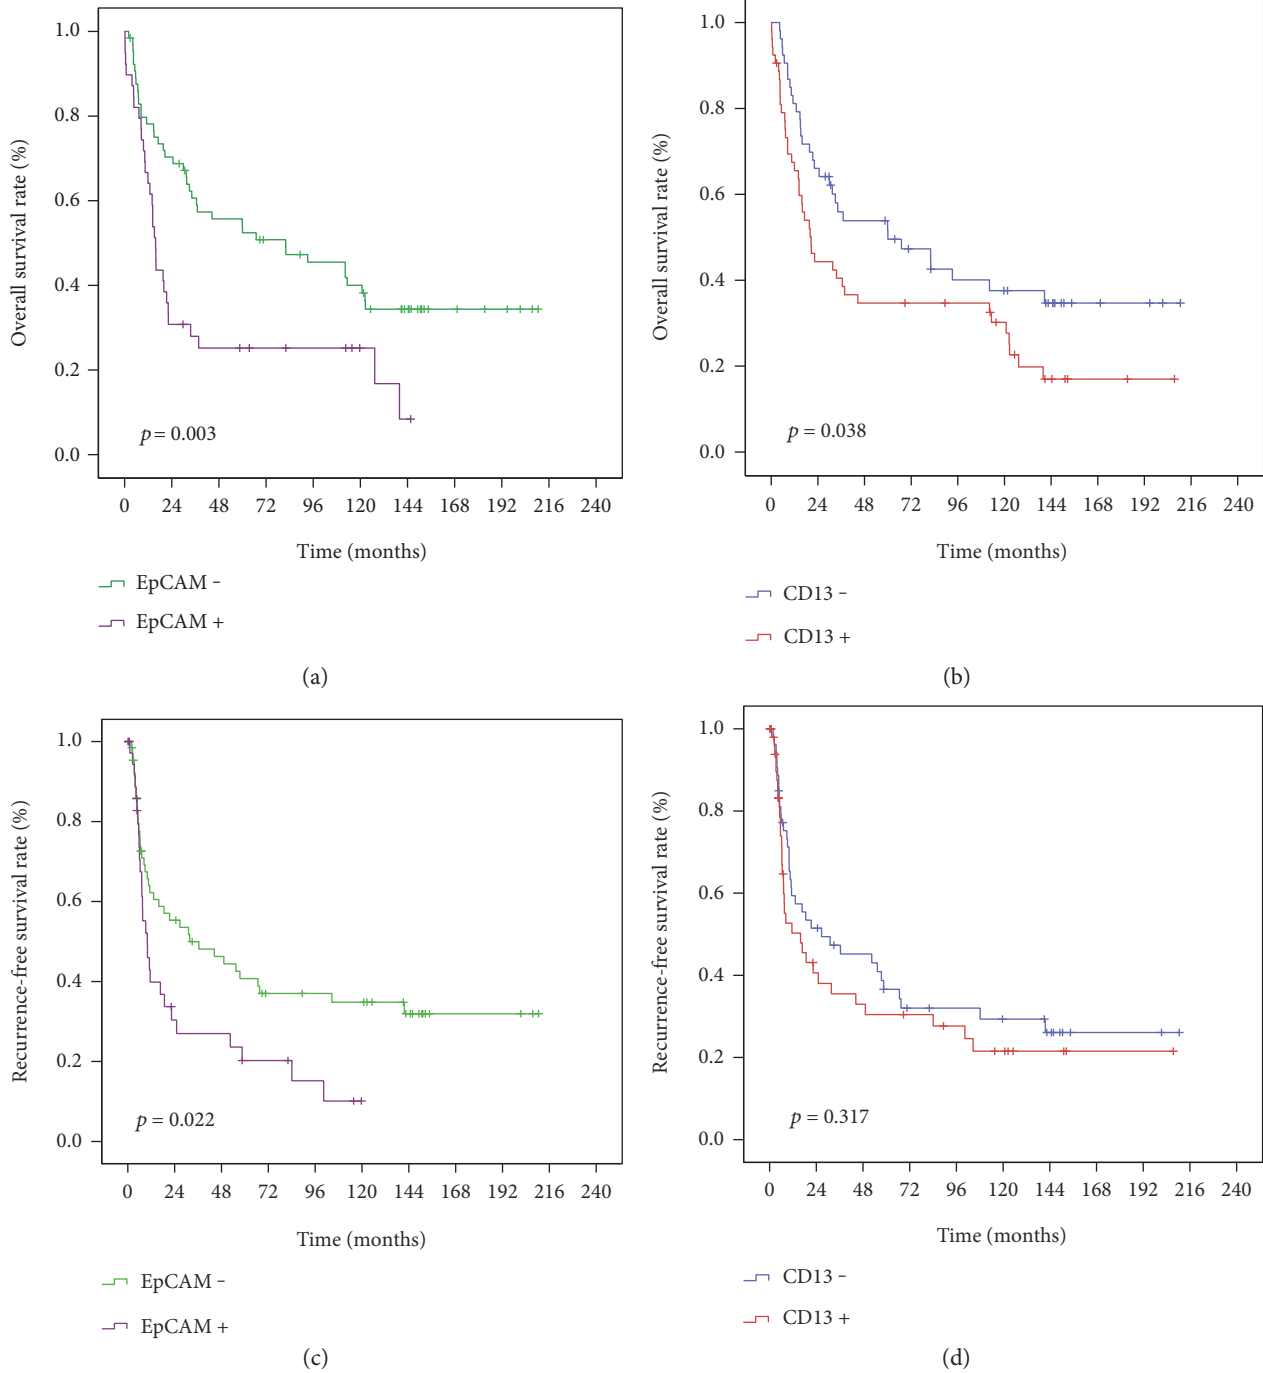 1.0
0.8
0.6
0.4
0.2
0.0
Overall survival rate (%)
p = 0.003
0 24 48 72 96 120 144 168 192 216 240
Time (months)
EpCAM −
EpCAM +
(a)
1.0
0.8
0.6
0.4
0.2
0.0
Overall survival rate (%)
p = 0.038
0 24 48 72 96 120 144 168 192 216 240
Time (months)
CD13 −
CD13 +
(b)
1.0
0.8
0.6
0.4
0.2
0.0
Recurrence-free survival rate (%)
p = 0.022
0 24 48 72 96 120 144 168 192 216 240
Time (months)
EpCAM −
EpCAM +
(c)
1.0
0.8
0.6
0.4
0.2
0.0
Recurrence-free survival rate (%)
p = 0.317
0 24 48 72 96 120 144 168 192 216 240
Time (months)
CD13 −
CD13 +
(d)